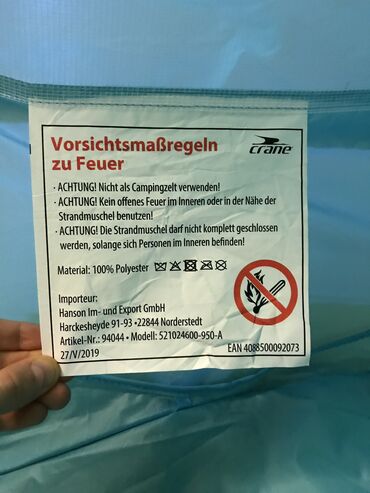 Vorsichtsmaßregeln
zu Feuer
CRANE
· ACHTUNG! Nicht als Campingzelt verwenden!
· ACHTUNG! Kein offenes Feuer im Inneren oder in der Nähe der
Strandmuschel benutzen!
· ACHTUNG! Die Strandmuschel darf nicht komplett geschlossen
werden, solange sich Personen im Inneren befinden!
Material: 100% Polyester
Importeur:
Hanson Im- und Export GmbH
Harckesheyde 91-93 • 22844 Norderstedt
Artikel-Nr.: 94044 • Modell: 521024600-950-A
27/V/2019
EAN 4088500092073